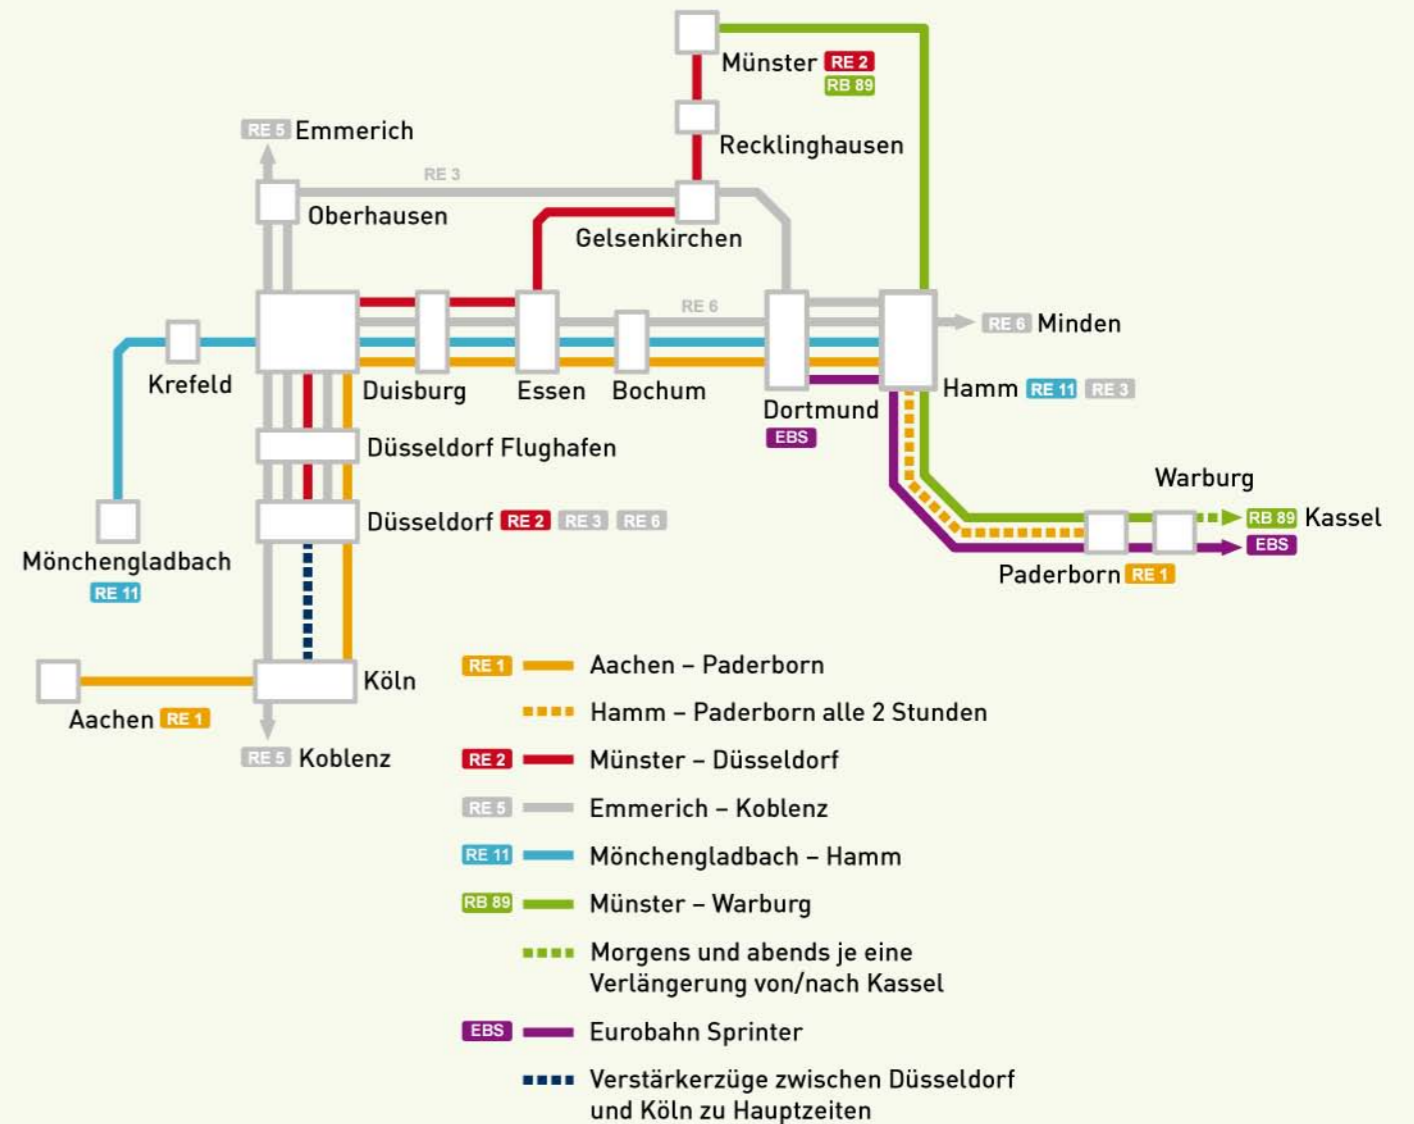 Münster RE 2
RB 89
RE 5 Emmerich
Recklinghausen
RE 3
Oberhausen
Gelsenkirchen
RE 6
RE 6 Minden
Krefeld
Duisburg
Essen
Bochum
Dortmund
EBS
Hamm RE 11 RE 3
Düsseldorf Flughafen
Warburg
Düsseldorf RE 2 RE 3 RE 6
RB 89 Kassel
EBS
Mönchengladbach
RE 11
Paderborn RE 1
Köln
Aachen RE 1
RE 5 Koblenz
RE 1 Aachen – Paderborn
Hamm – Paderborn alle 2 Stunden
RE 2 Münster – Düsseldorf
RE 5 Emmerich – Koblenz
RE 11 Mönchengladbach – Hamm
RB 89 Münster – Warburg
Morgens und abends je eine
Verlängerung von/nach Kassel
EBS Eurobahn Sprinter
Verstärkerzüge zwischen Düsseldorf
und Köln zu Hauptzeiten